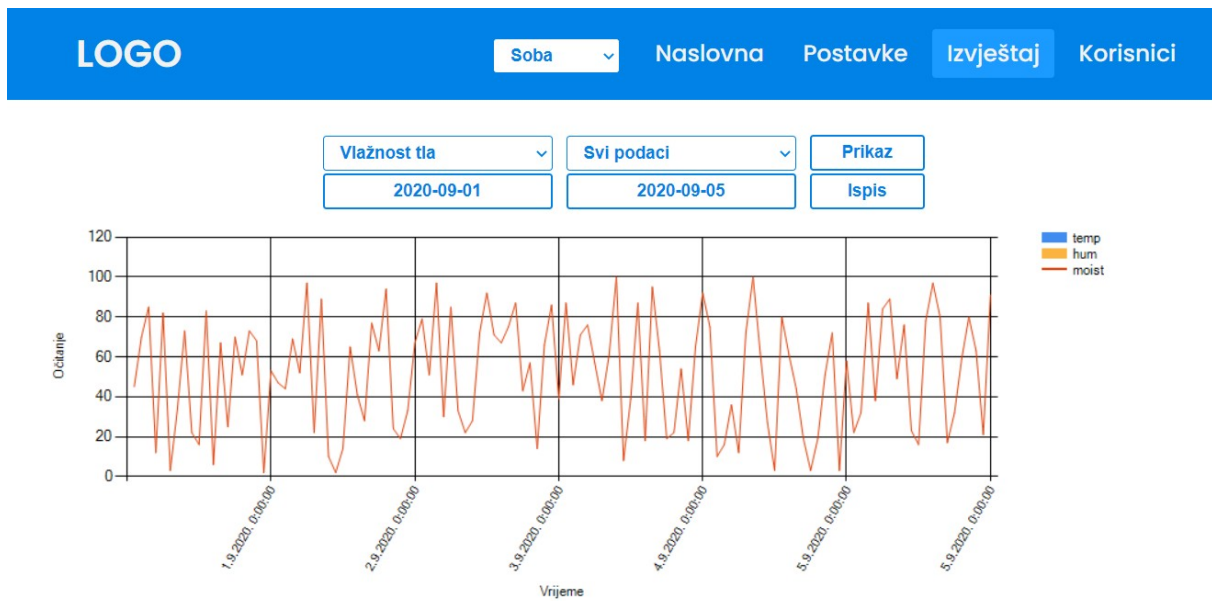 LOGO Soba Naslovna Postavke Izvještaj Korisnici
Vlažnost tla Svi podaci Prikaz
2020-09-01 2020-09-05 Ispis
120
100
80
60
40
20
0
Očitanje
temp
hum
moist
1.9.2020. 0:00:00
2.9.2020. 0:00:00
3.9.2020. 0:00:00
4.9.2020. 0:00:00
5.9.2020. 0:00:00
5.9.2020. 0:00:00
Vrijeme